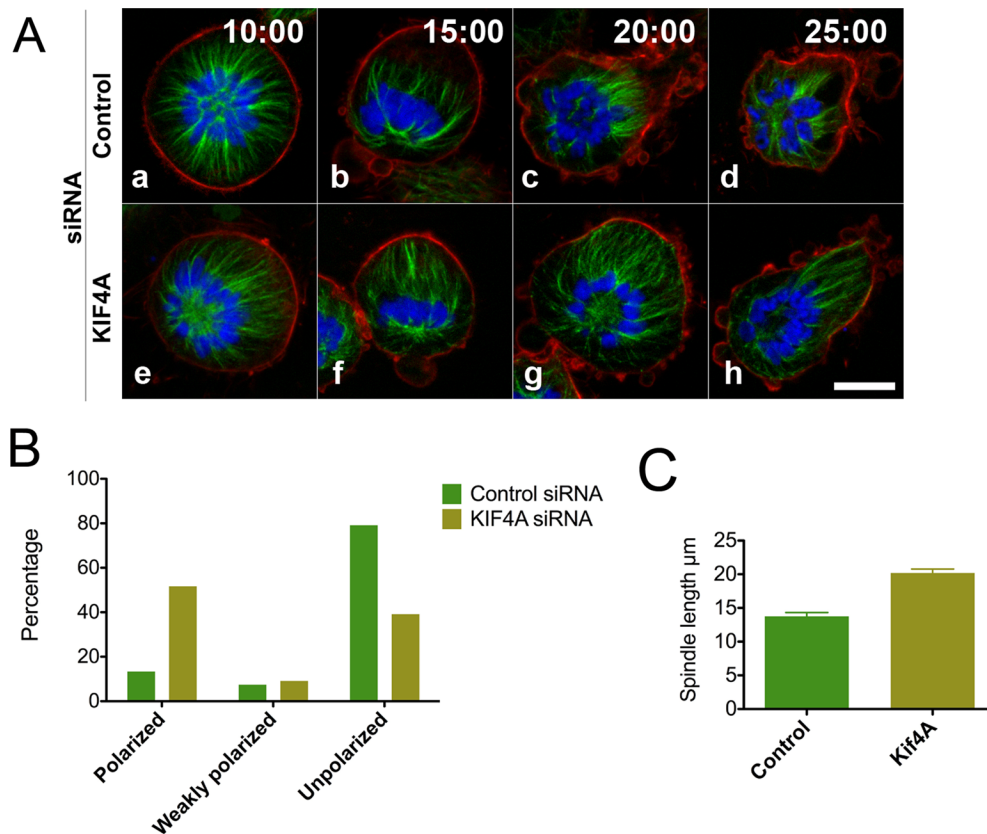 A
siRNA
Control
KIF4A
10:00
15:00
20:00
25:00
a
b
c
d
e
f
g
h
B
Percentage
100
80
60
40
20
0
Polarized
Weakly polarized
Unpolarized
Control siRNA
KIF4A siRNA
C
Spindle length µm
25
20
15
10
5
0
Control
Kif4A